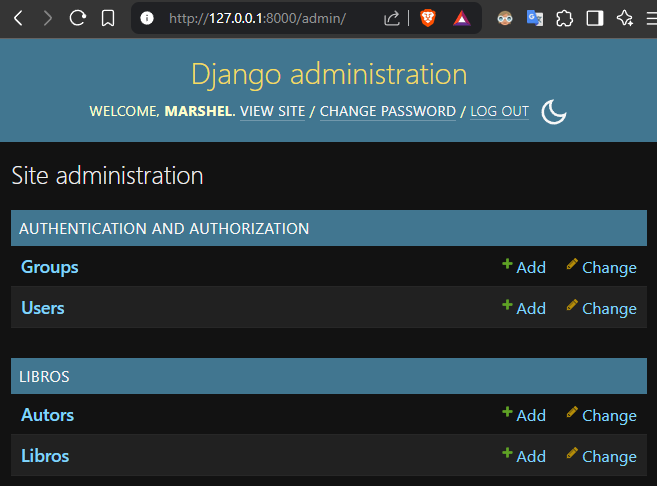 http://127.0.0.1:8000/admin/
Django administration
WELCOME, MARSHEL. VIEW SITE / CHANGE PASSWORD / LOG OUT
Site administration
AUTHENTICATION AND AUTHORIZATION
Groups + Add Change
Users + Add Change
LIBROS
Autors + Add Change
Libros + Add Change